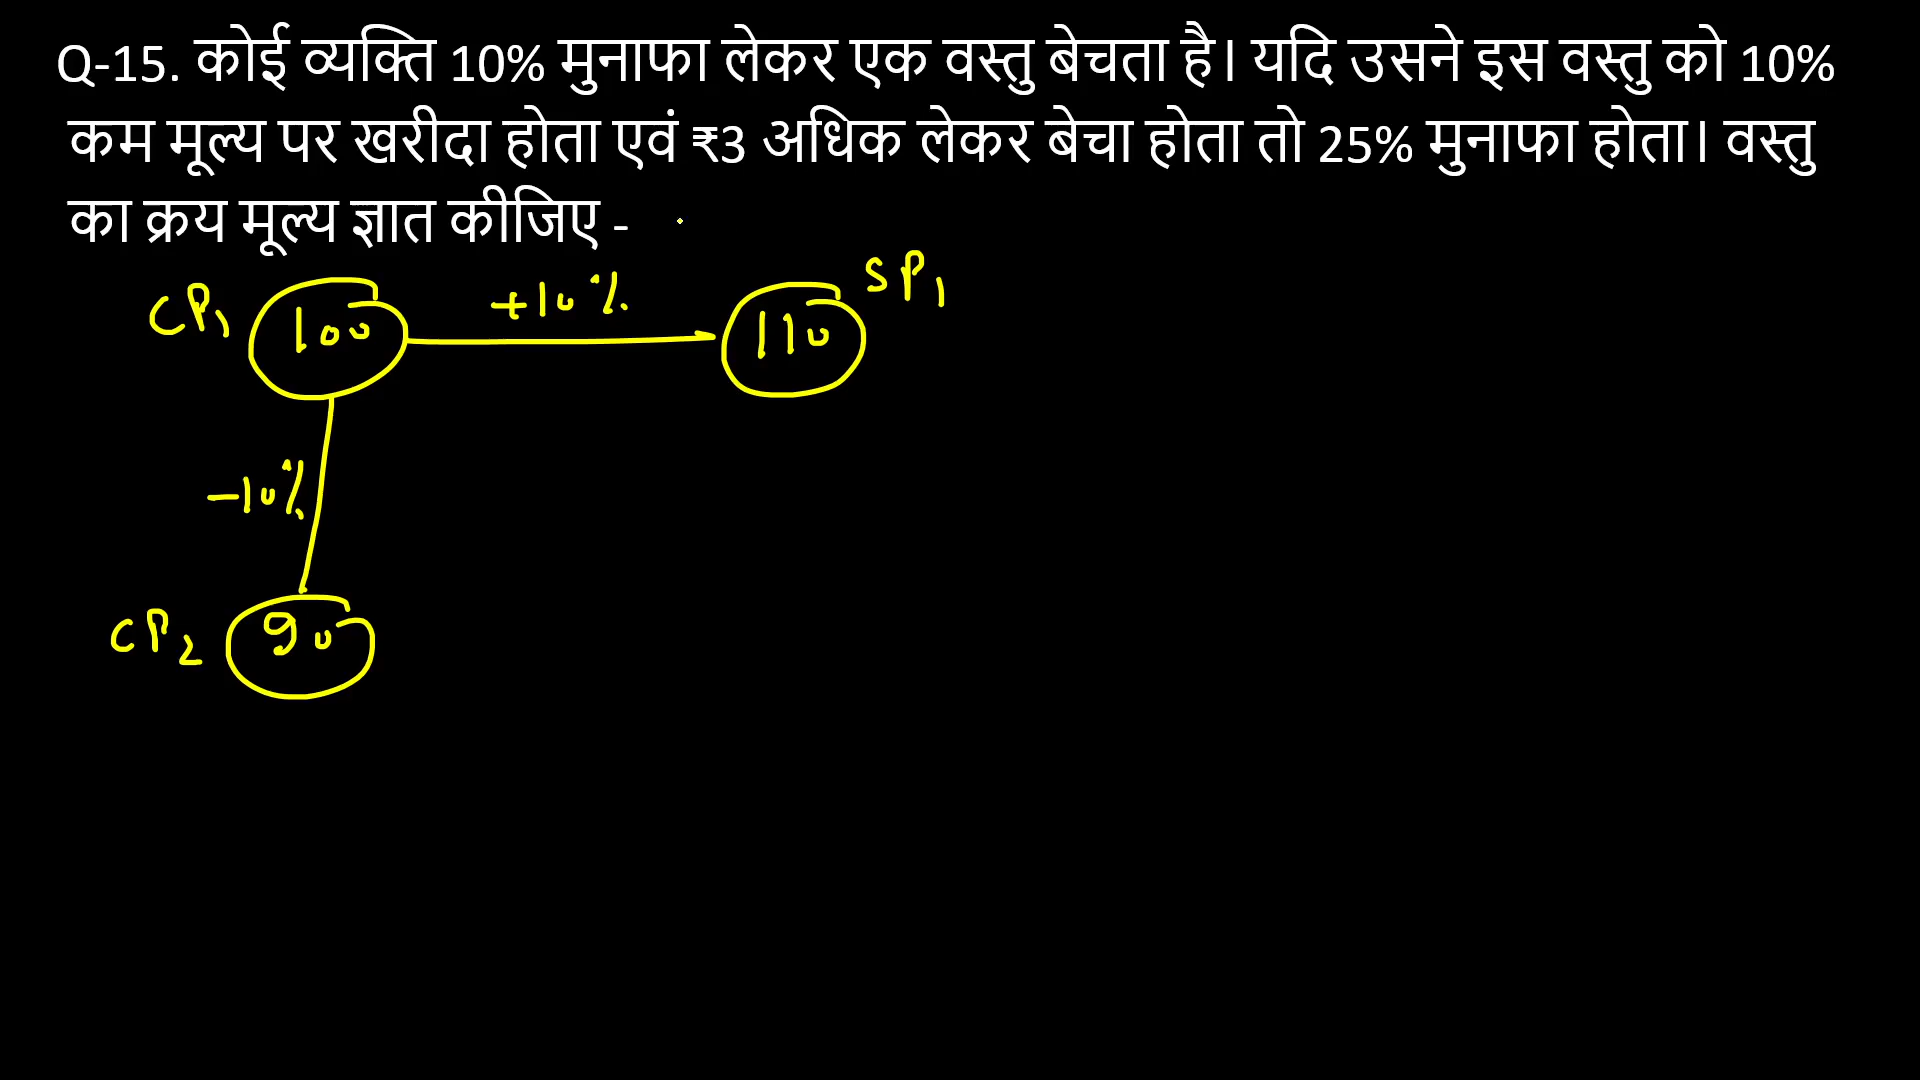 Q-15. कोई व्यक्ति 10% मुनाफा लेकर एक वस्तु बेचता है। यदि उसने इस वस्तु को 10%
कम मूल्य पर खरीदा होता एवं ₹3 अधिक लेकर बेचा होता तो 25% मुनाफा होता। वस्तु
का क्रय मूल्य ज्ञात कीजिए -
CP1 100 +10% 110 SP1
-10%
CP2 90